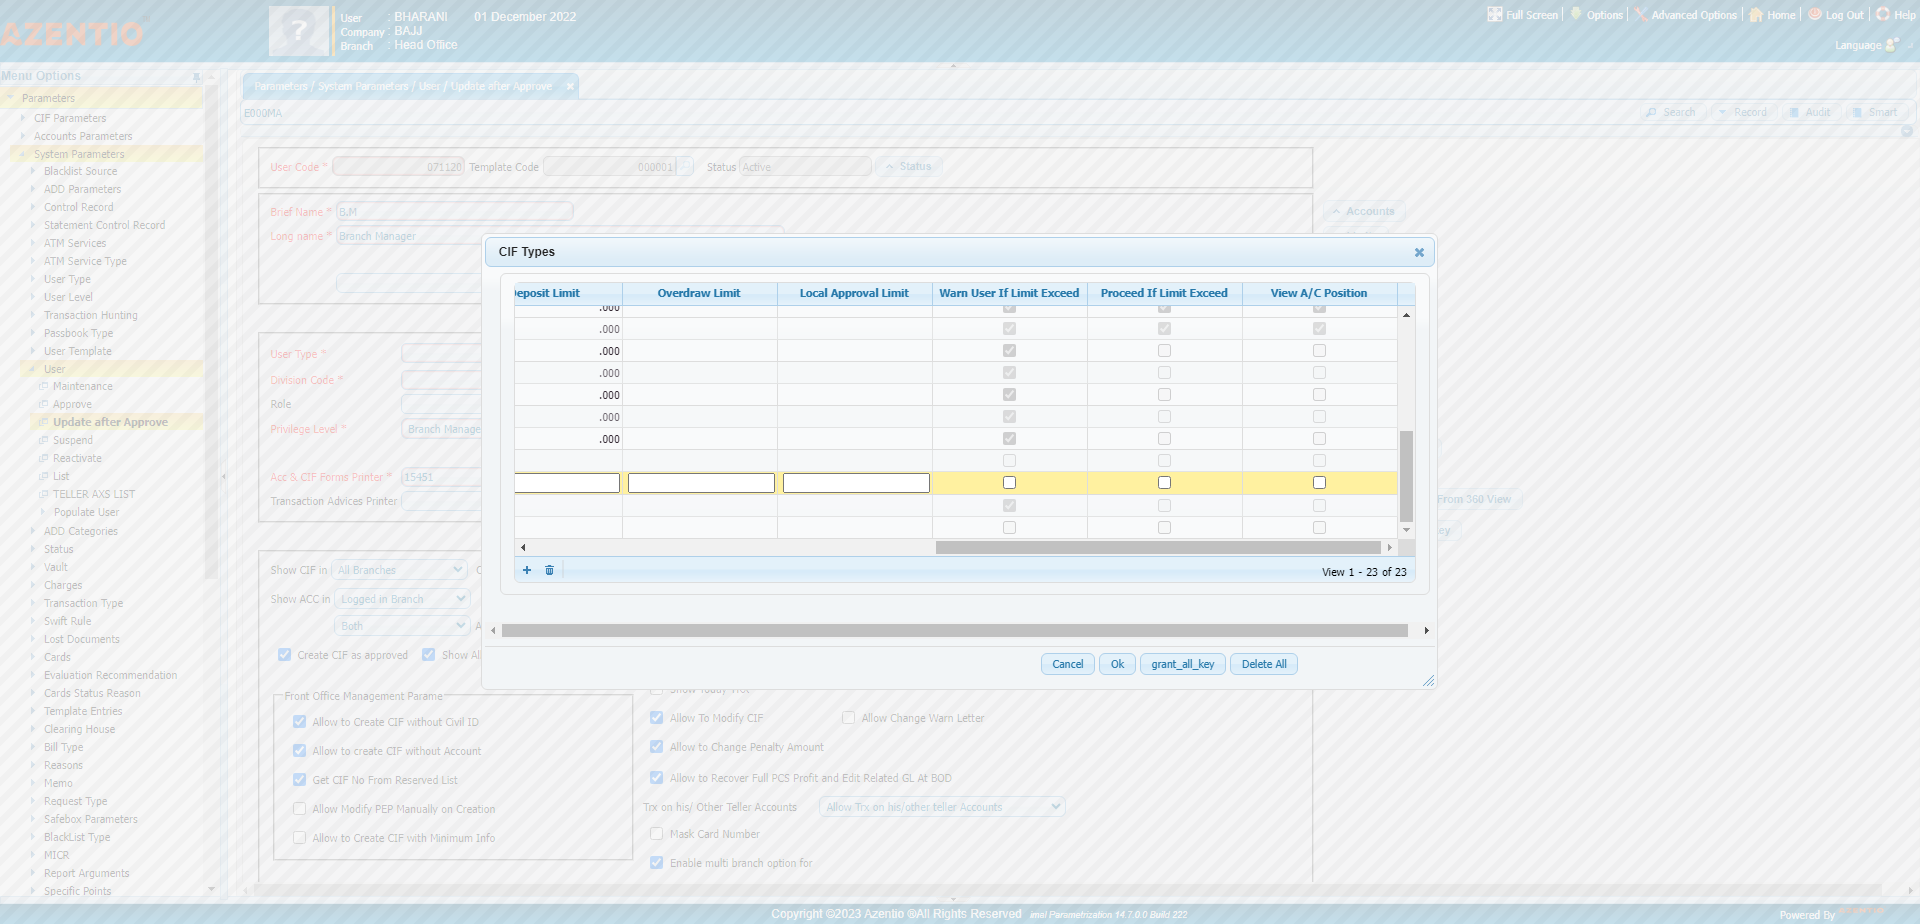 AZENTIO
?
User : BHARANI 01 December 2022
Company : BAJJ
Branch : Head Office
Full Screen Options Advanced Options Home Log Out Help
Language
Menu Options
Parameters
CIF Parameters
Accounts Parameters
System Parameters
Blacklist Source
ADD Parameters
Control Record
Statement Control Record
ATM Services
ATM Service Type
User Type
User Level
Transaction Hunting
Passbook Type
User Template
User
Maintenance
Approve
Update after Approve
Suspend
Reactivate
List
TELLER AXS LIST
Populate User
ADD Categories
Status
Vault
Charges
Transaction Type
Swift Rule
Lost Documents
Cards
Evaluation Recommendation
Cards Status Reason
Template Entries
Clearing House
Bill Type
Reasons
Memo
Request Type
Safebox Parameters
BlackList Type
MICR
Report Arguments
Specific Points
Parameters / System Parameters / User / Update after Approve
E000MA
Search Record Audit Smart
User Code * 071120 Template Code 000001 Status Active Status
Brief Name * B.M
Accounts
Long name * Branch Manager
User Type *
Division Code *
Role
Privilege Level * Branch Manage
Acc & CIF Forms Printer * 15451
Transaction Advices Printer
From 360 View
ey
Show CIF in All Branches
Show ACC in Logged in Branch
Both A
Create CIF as approved Show Al
CIF Types
eposit Limit Overdraw Limit Local Approval Limit Warn User If Limit Exceed Proceed If Limit Exceed View A/C Position
.000
.000
.000
.000
.000
.000
.000
View 1 - 23 of 23
Cancel Ok grant_all_key Delete All
Front Office Management Parame
Allow to Create CIF without Civil ID
Allow to create CIF without Account
Get CIF No From Reserved List
Allow Modify PEP Manually on Creation
Allow to Create CIF with Minimum Info
Allow To Modify CIF Allow Change Warn Letter
Allow to Change Penalty Amount
Allow to Recover Full PCS Profit and Edit Related GL At BOD
Trx on his/ Other Teller Accounts Allow Trx on his/other teller Accounts
Mask Card Number
Enable multi branch option for
Copyright ©2023 Azentio ®All Rights Reserved imal Parametrization 14.7.0.0 Build 222
Powered By